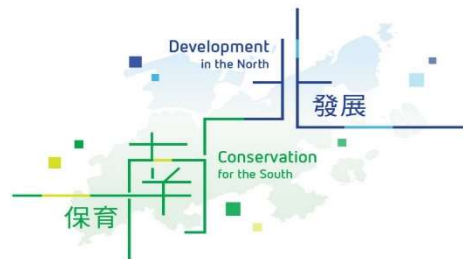 Development
in the North
北
發展
Conservation
for the South
南
保育